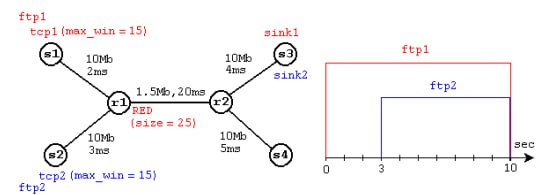 ftp1
tcp1 (max_win = 15)
s1
10Mb
2ms
sink1
s3
sink2
10Mb
4ms
1.5Mb, 20ms
r1
r2
RED
(size = 25)
10Mb
3ms
s2
tcp2 (max_win = 15)
ftp2
10Mb
5ms
s4
ftp1
ftp2
sec
0
3
10